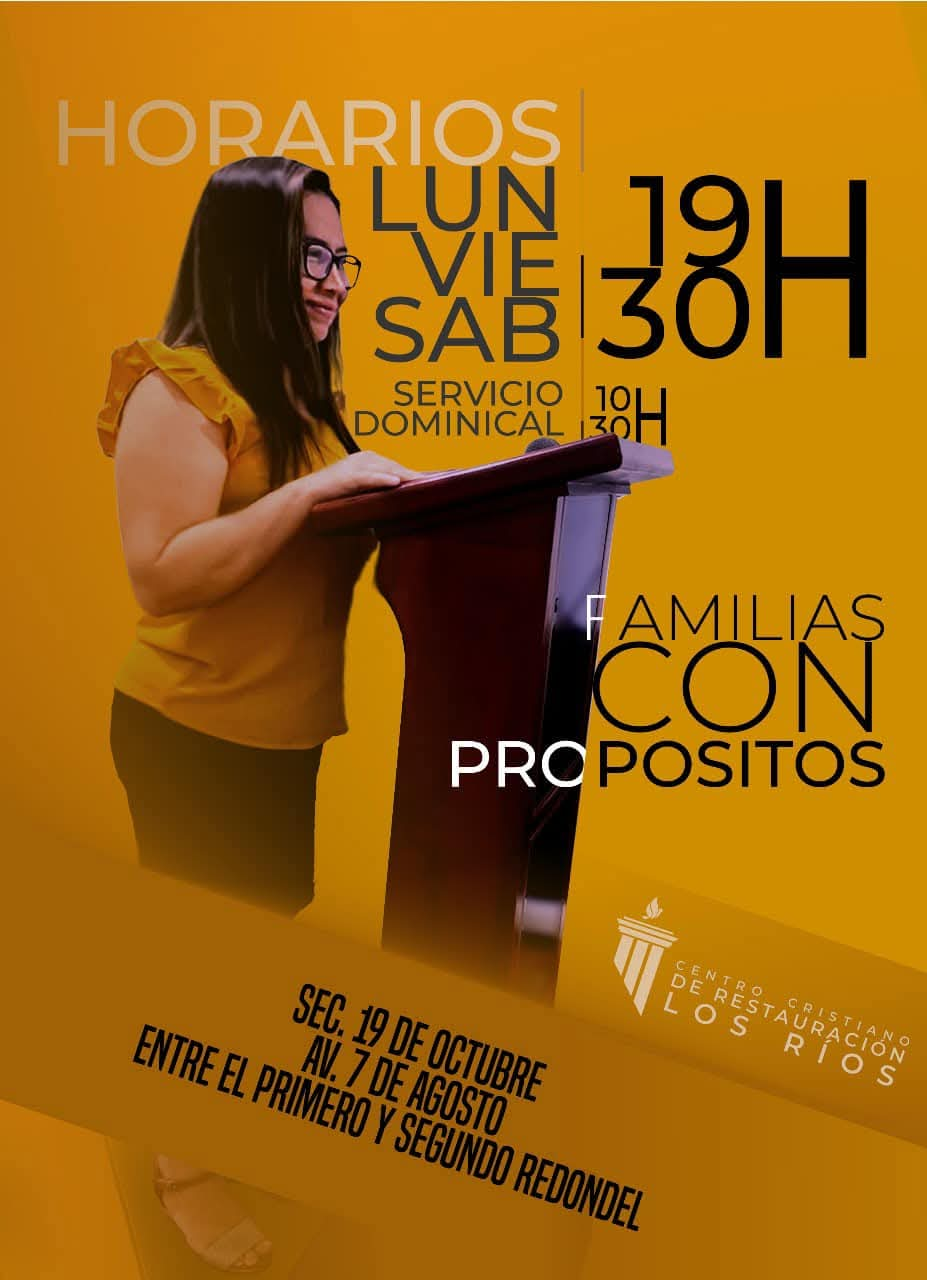 HORARIOS
LUN
VIE
SAB
19
30H
SERVICIO
DOMINICAL
10
30H
FAMILIAS
CON
PROPOSITOS
CENTRO CRISTIANO
DE RESTAURACIÓN
LOS RÍOS
SEC. 19 DE OCTUBRE
AV. 7 DE AGOSTO
ENTRE EL PRIMERO Y SEGUNDO REDONDEL